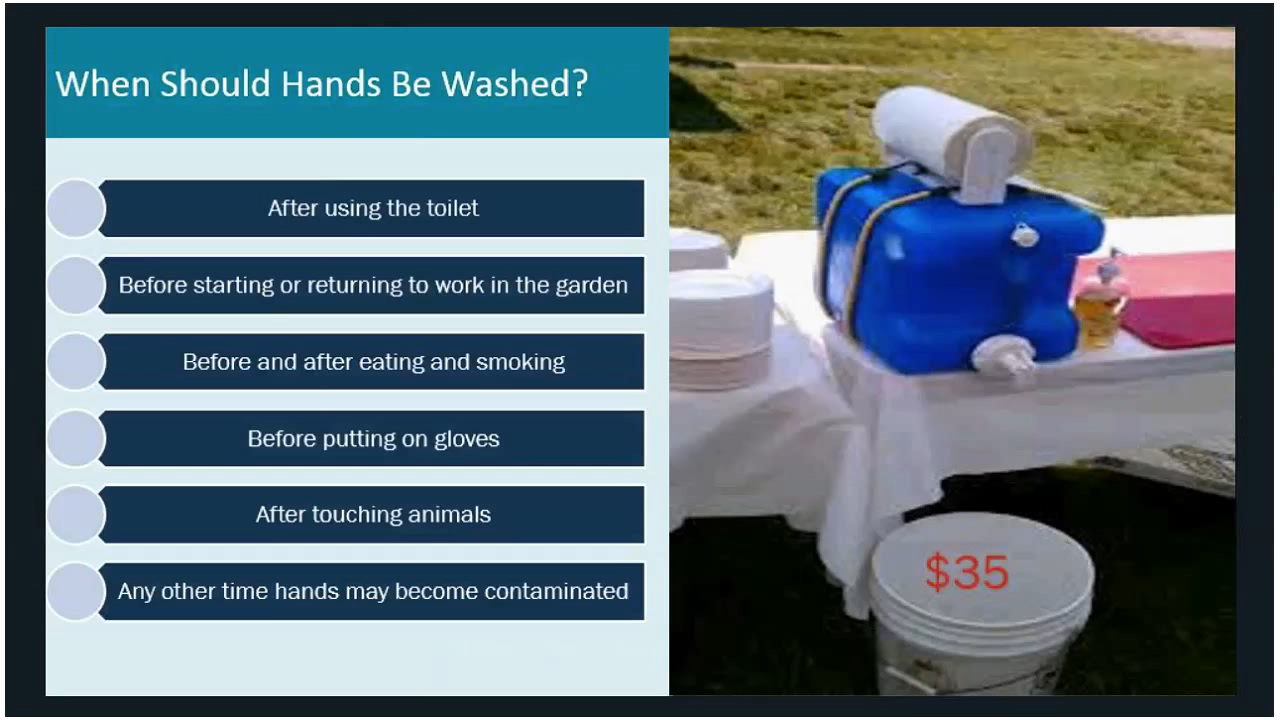 When Should Hands Be Washed?
After using the toilet
Before starting or returning to work in the garden
Before and after eating and smoking
Before putting on gloves
After touching animals
Any other time hands may become contaminated
$35